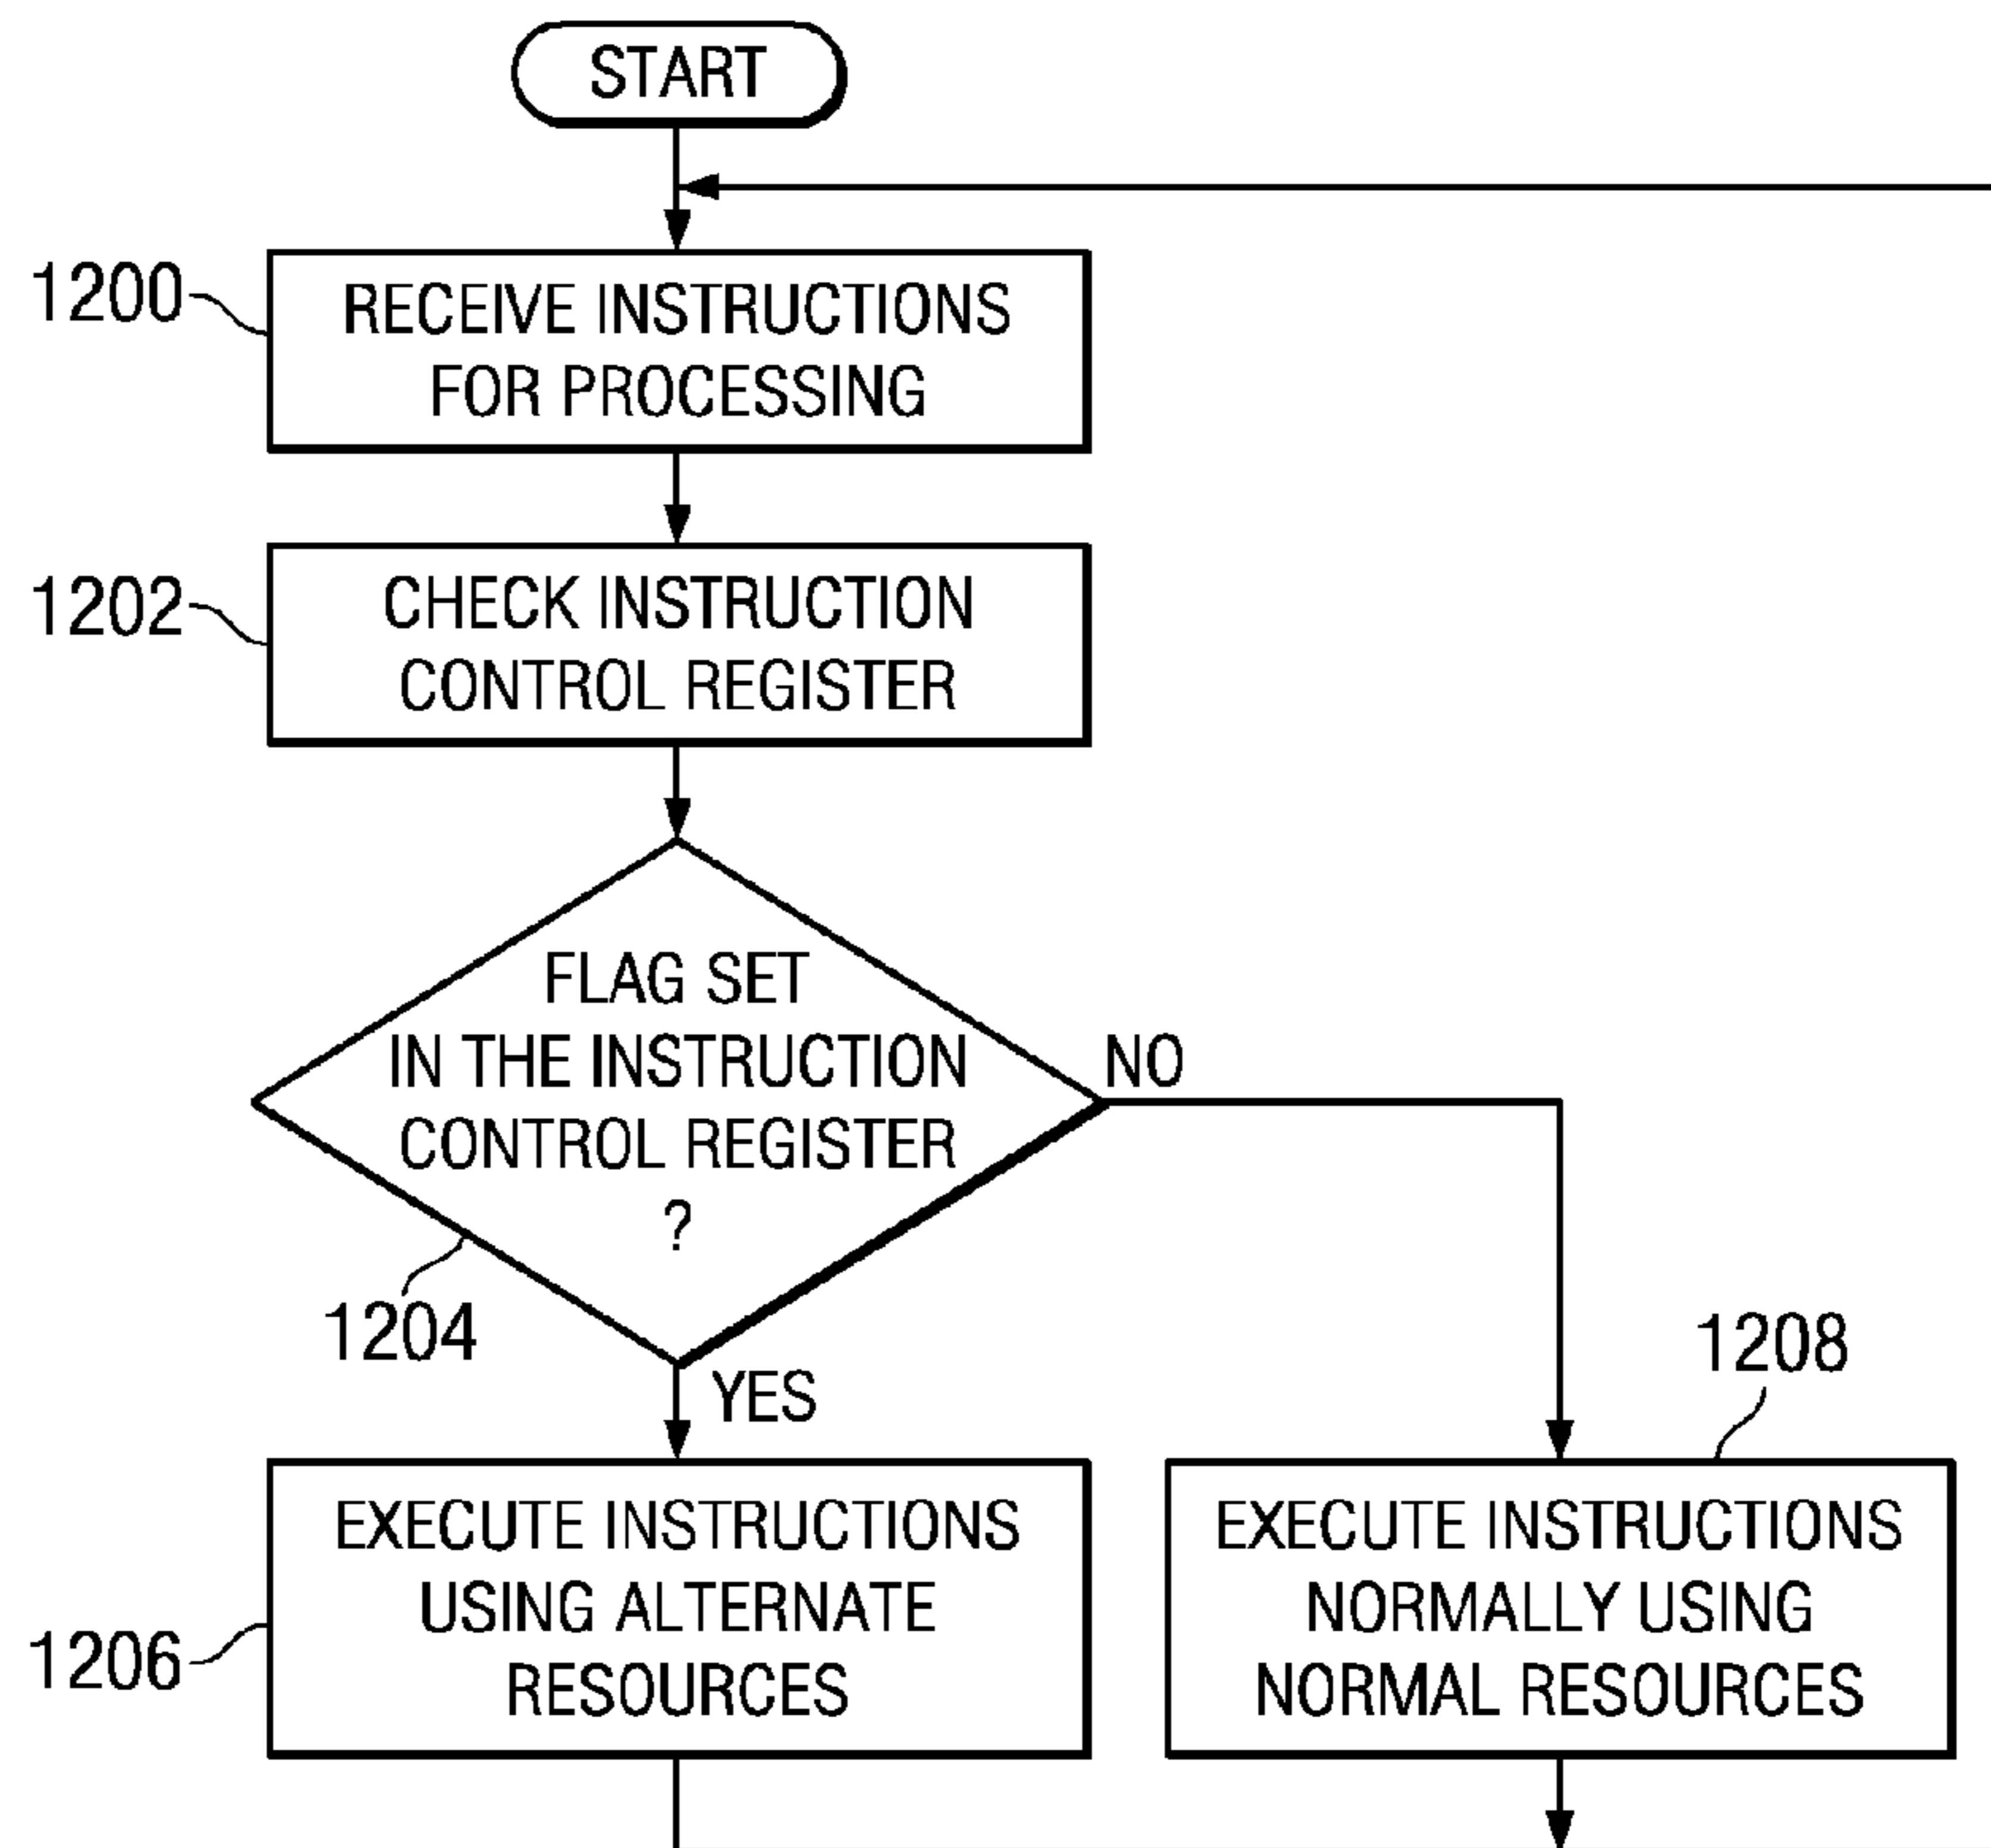 START
1200
RECEIVE INSTRUCTIONS
FOR PROCESSING
1202
CHECK INSTRUCTION
CONTROL REGISTER
FLAG SET
IN THE INSTRUCTION
CONTROL REGISTER
?
NO
1204
YES
1208
EXECUTE INSTRUCTIONS
USING ALTERNATE
RESOURCES
1206
EXECUTE INSTRUCTIONS
NORMALLY USING
NORMAL RESOURCES